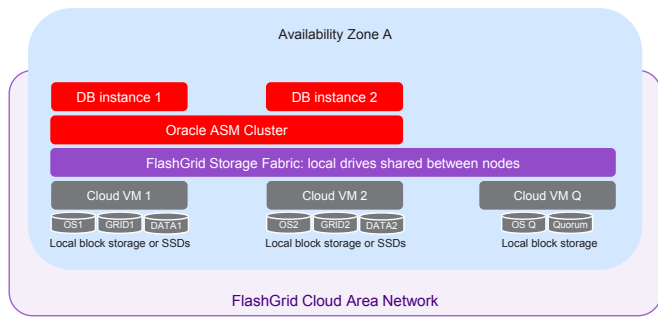 Availability Zone A
DB instance 1
DB instance 2
Oracle ASM Cluster
FlashGrid Storage Fabric: local drives shared between nodes
Cloud VM 1
Cloud VM 2
Cloud VM Q
OS1
GRID1
DATA1
OS2
GRID2
DATA2
OS Q
Quorum
Local block storage or SSDs
Local block storage or SSDs
Local block storage
FlashGrid Cloud Area Network